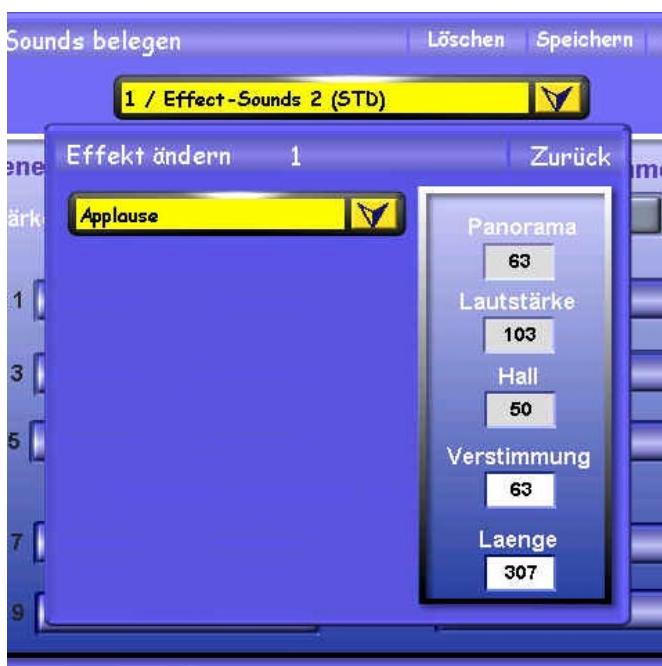 Sounds belegen Löschen Speichern
1 / Effect-Sounds 2 (STD)
Effekt ändern 1 Zurück
Applause
Panorama
63
Lautstärke
103
Hall
50
Verstimmung
63
Laenge
307
1
3
5
7
9